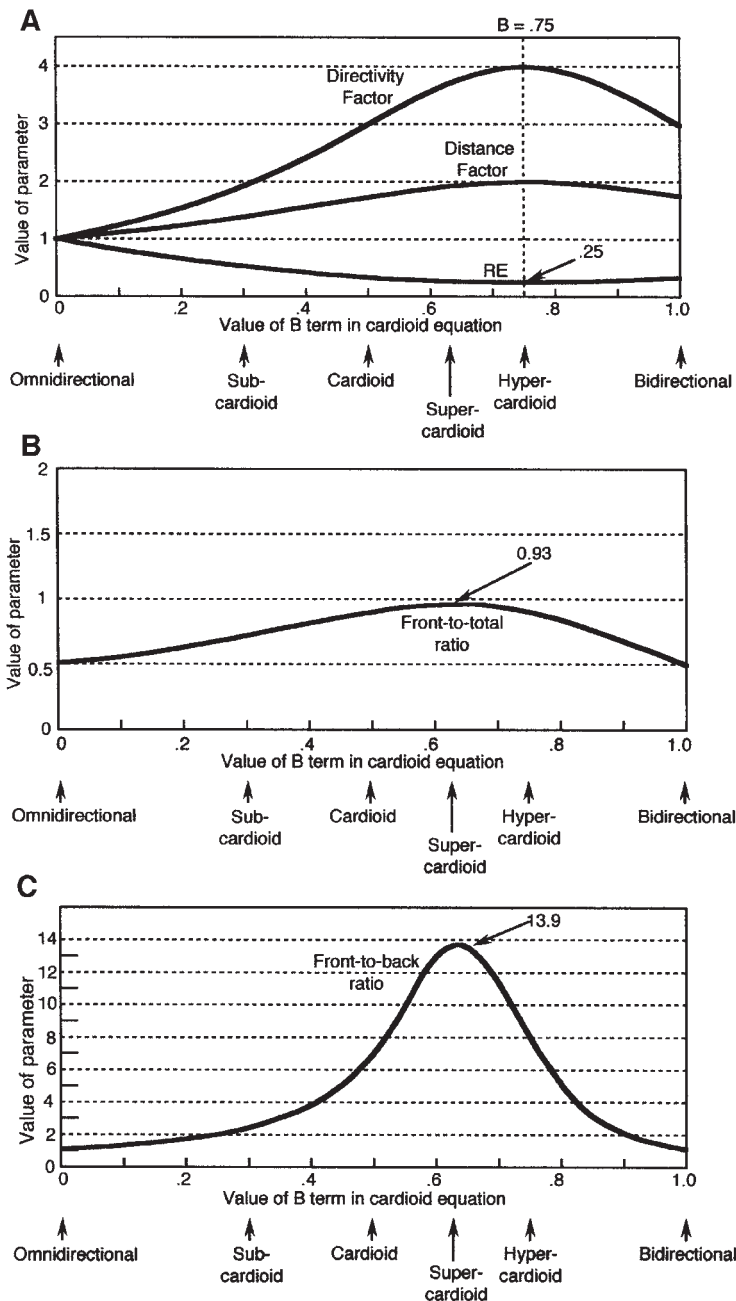 A
B = .75
4
Directivity
Factor
3
Distance
Factor
2
Value of parameter
1
RE
.25
0
0 .2 .4 .6 .8 1.0
Value of B term in cardioid equation
Omnidirectional
Sub-
cardioid
Cardioid
Super-
cardioid
Hyper-
cardioid
Bidirectional
B
2
1.5
0.93
1
Front-to-total
ratio
Value of parameter
0.5
0
0 .2 .4 .6 .8 1.0
Value of B term in cardioid equation
Omnidirectional
Sub-
cardioid
Cardioid
Super-
cardioid
Hyper-
cardioid
Bidirectional
C
13.9
14
Front-to-back
ratio
12
10
Value of parameter
8
6
4
2
0
0 .2 .4 .6 .8 1.0
Value of B term in cardioid equation
Omnidirectional
Sub-
cardioid
Cardioid
Super-
cardioid
Hyper-
cardioid
Bidirectional